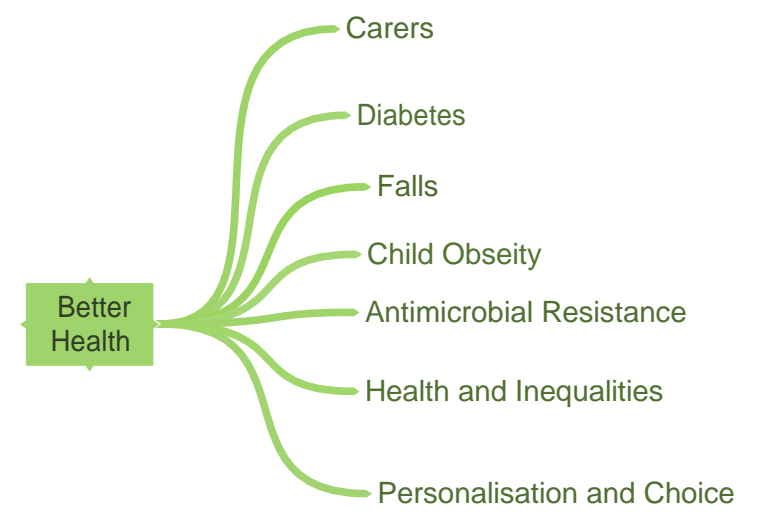 Carers
Diabetes
Falls
Child Obseity
Better
Health
Antimicrobial Resistance
Health and Inequalities
Personalisation and Choice